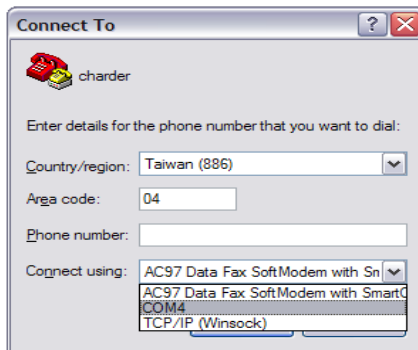 Connect To
charder
Enter details for the phone number that you want to dial:
Country/region: Taiwan (886)
Area code: 04
Phone number:
Connect using: AC97 Data Fax SoftModem with Sm
AC97 Data Fax SoftModem with SmartC
COM4
TCP/IP (Winsock)